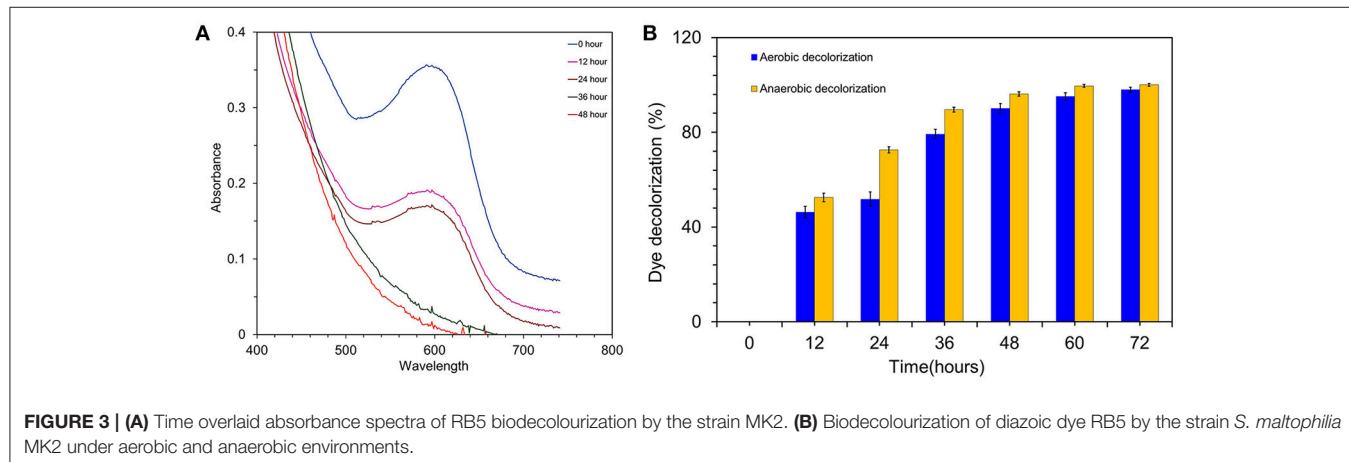 A
0.4
0.3
0.2
0.1
0
Absorbance
400 500 600 700 800
Wavelength
0 hour
12 hour
24 hour
36 hour
48 hour
B
120
80
40
0
Dye decolorization (%)
Aerobic decolorization
Anaerobic decolorization
0 12 24 36 48 60 72
Time(hours)
FIGURE 3 | (A) Time overlaid absorbance spectra of RB5 biodecolourization by the strain MK2. (B) Biodecolourization of diazoic dye RB5 by the strain S. maltophilia
MK2 under aerobic and anaerobic environments.